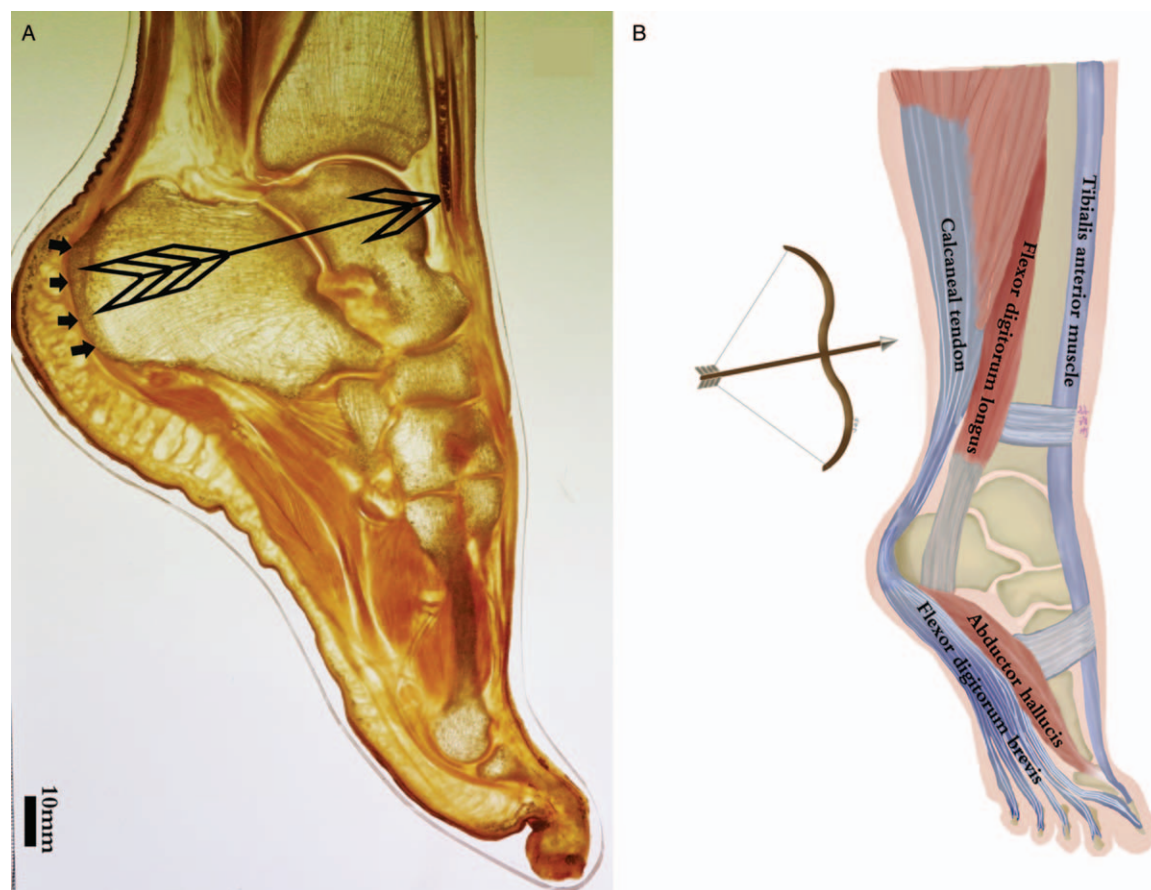 A
10mm
B
Calcaneal tendon
Flexor digitorum longus
Tibialis anterior muscle
Abductor hallucis
Flexor digitorum brevis